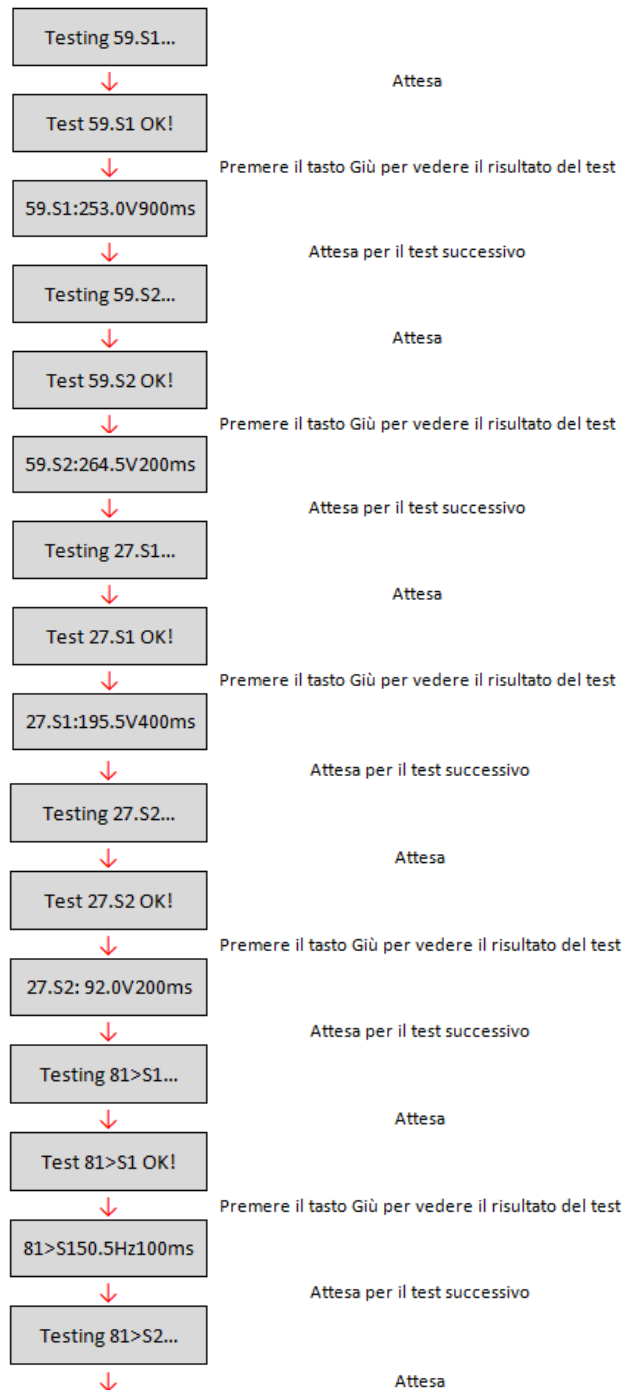 Testing 59.S1...
Attesa
Test 59.S1 OK!
Premere il tasto Giù per vedere il risultato del test
59.S1:253.0V900ms
Attesa per il test successivo
Testing 59.S2...
Attesa
Test 59.S2 OK!
Premere il tasto Giù per vedere il risultato del test
59.S2:264.5V200ms
Attesa per il test successivo
Testing 27.S1...
Attesa
Test 27.S1 OK!
Premere il tasto Giù per vedere il risultato del test
27.S1:195.5V400ms
Attesa per il test successivo
Testing 27.S2...
Attesa
Test 27.S2 OK!
Premere il tasto Giù per vedere il risultato del test
27.S2: 92.0V200ms
Attesa per il test successivo
Testing 81>S1...
Attesa
Test 81>S1 OK!
Premere il tasto Giù per vedere il risultato del test
81>S150.5Hz100ms
Attesa per il test successivo
Testing 81>S2...
Attesa